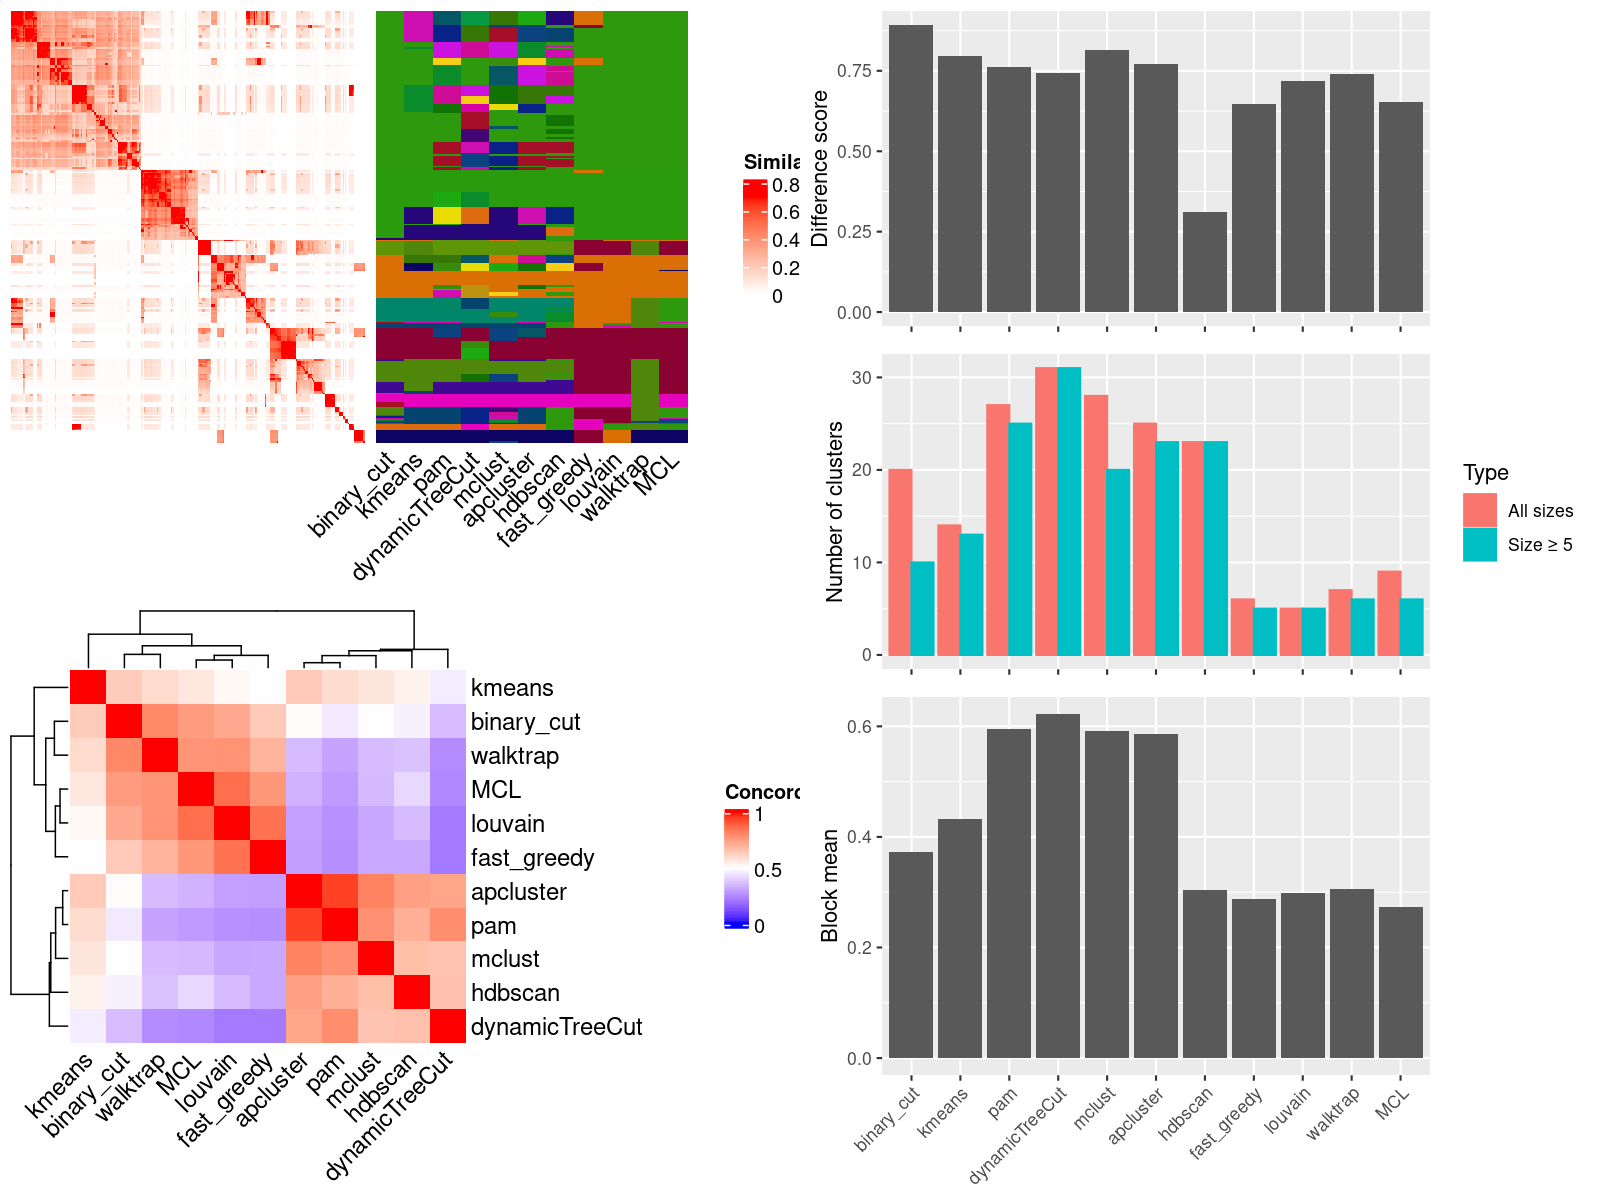 Simila
0.8
0.6
0.4
0.2
0
binary_cut
kmeans
pam
dynamicTreeCut
mclust
apcluster
hdbscan
fast_greedy
louvain
walktrap
MCL
kmeans
binary_cut
walktrap
MCL
louvain
fast_greedy
apcluster
pam
mclust
hdbscan
dynamicTreeCut
kmeans
binary_cut
walktrap
MCL
louvain
fast_greedy
apcluster
pam
mclust
hdbscan
dynamicTreeCut
Concord
1
0.5
0
Difference score
0.75
0.50
0.25
0.00
Number of clusters
30
20
10
0
Type
All sizes
Size ≥ 5
Block mean
0.6
0.4
0.2
0.0
binary_cut
kmeans
pam
dynamicTreeCut
mclust
apcluster
hdbscan
fast_greedy
louvain
walktrap
MCL